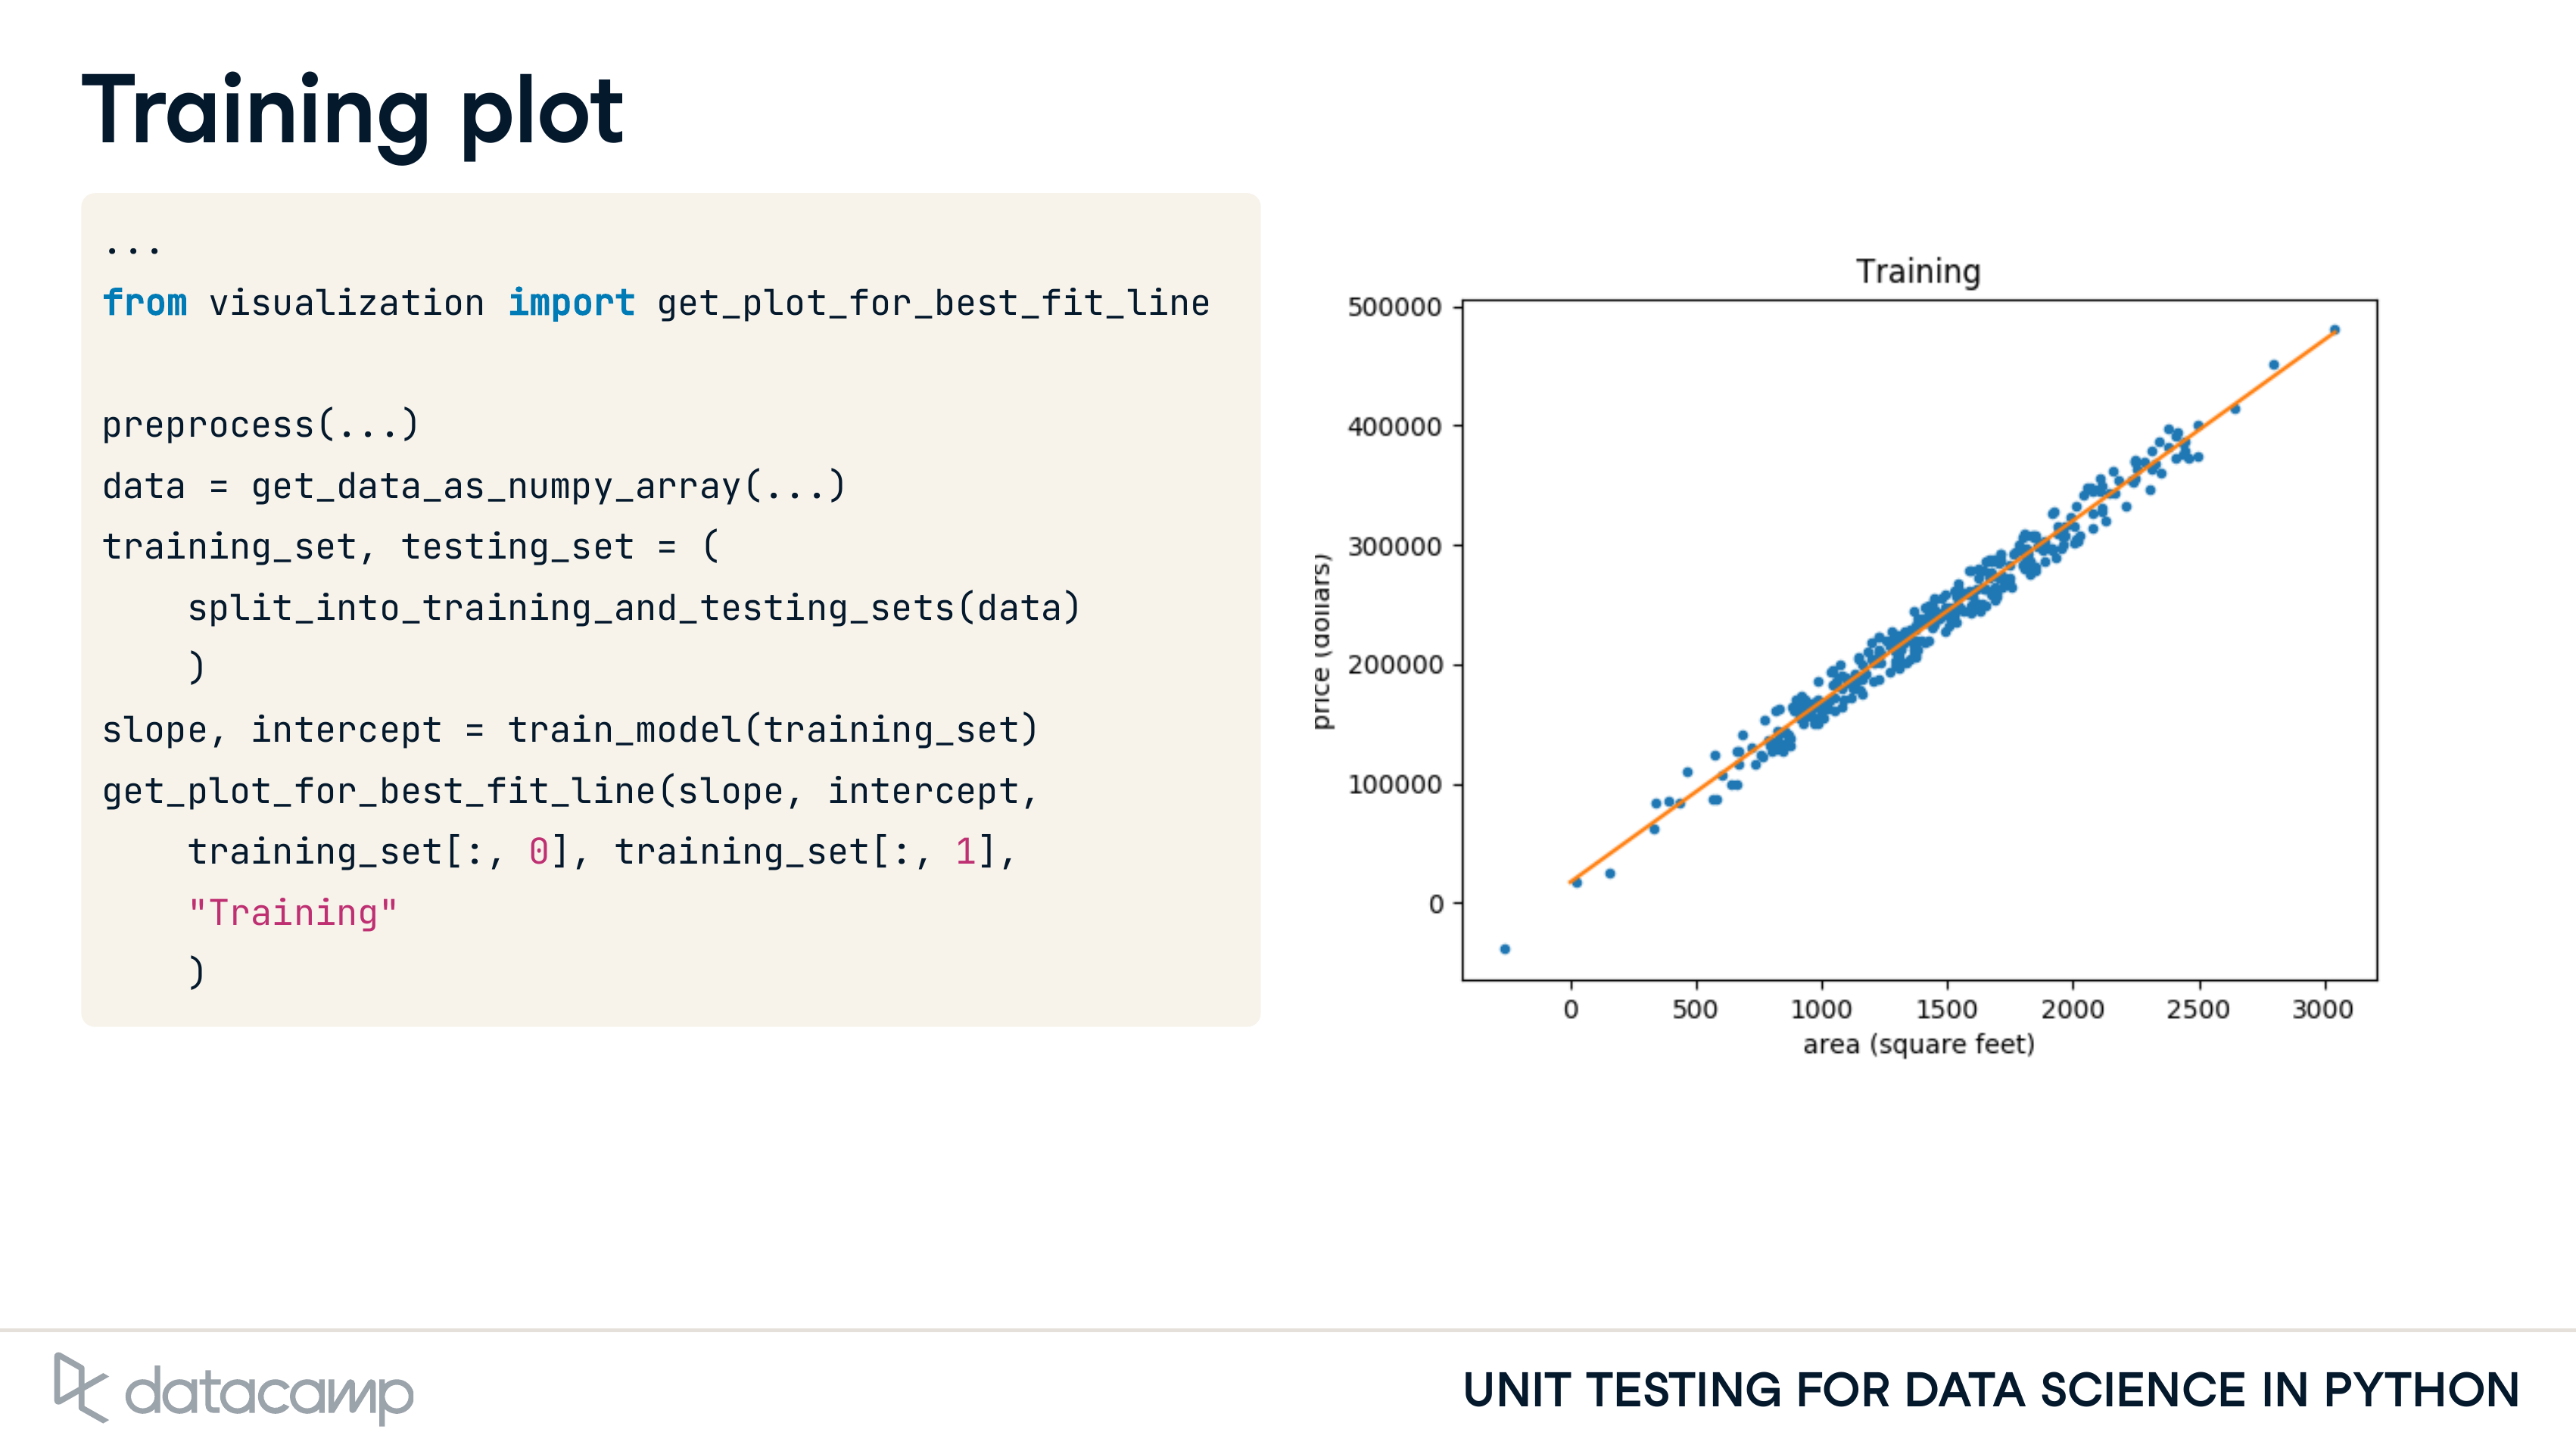 Training plot
...
from visualization import get_plot_for_best_fit_line
preprocess(...)
data = get_data_as_numpy_array(...)
training_set, testing_set = (
    split_into_training_and_testing_sets(data)
    )
slope, intercept = train_model(training_set)
get_plot_for_best_fit_line(slope, intercept,
    training_set[:, 0], training_set[:, 1],
    "Training"
    )
Training
500000
400000
300000
200000
100000
0
price (dollars)
0 500 1000 1500 2000 2500 3000
area (square feet)
datacamp
UNIT TESTING FOR DATA SCIENCE IN PYTHON